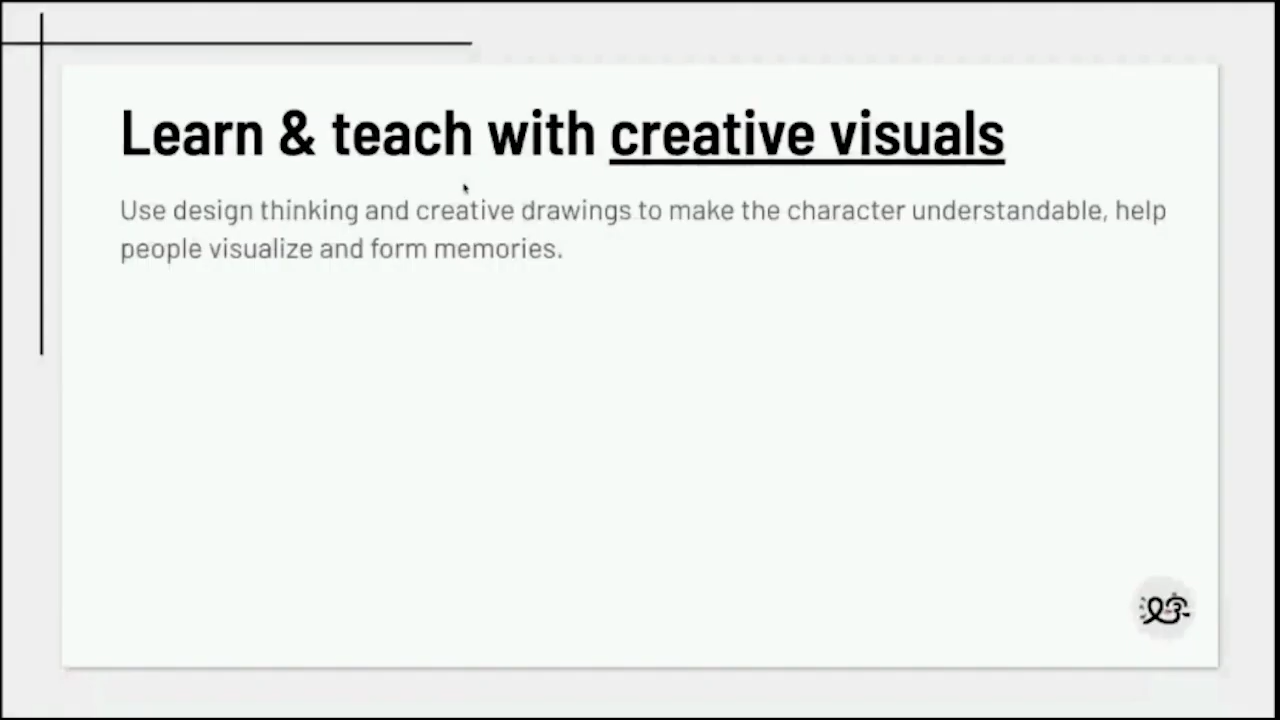 Learn & teach with creative visuals
Use design thinking and creative drawings to make the character understandable, help
people visualize and form memories.